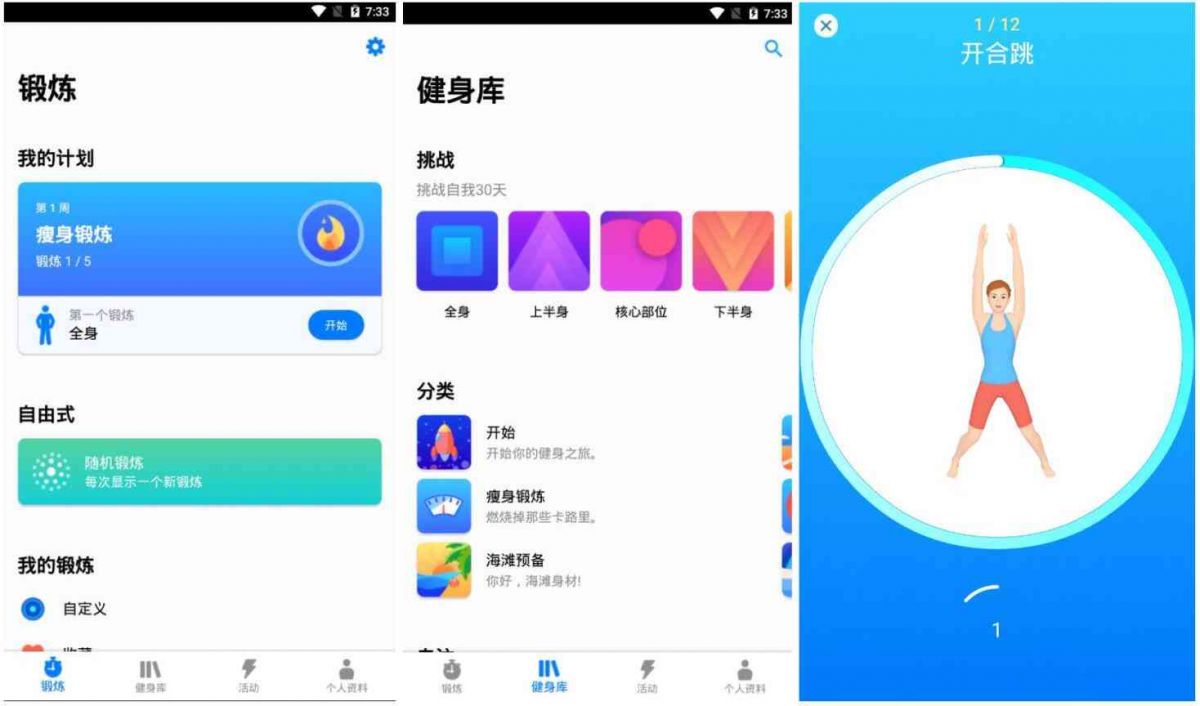 7:33
锻炼
我的计划
第 1 周
瘦身锻炼
锻炼 1 / 5
第一个锻炼
全身
开始
自由式
随机锻炼
每次显示一个新锻炼
我的锻炼
自定义
锻炼
健身库
活动
个人资料
7:33
健身库
挑战
挑战自我30天
全身
上半身
核心部位
下半身
分类
开始
开始你的健身之旅。
瘦身锻炼
燃烧掉那些卡路里。
海滩预备
你好，海滩身材!
锻炼
健身库
活动
个人资料
1 / 12
开合跳
1